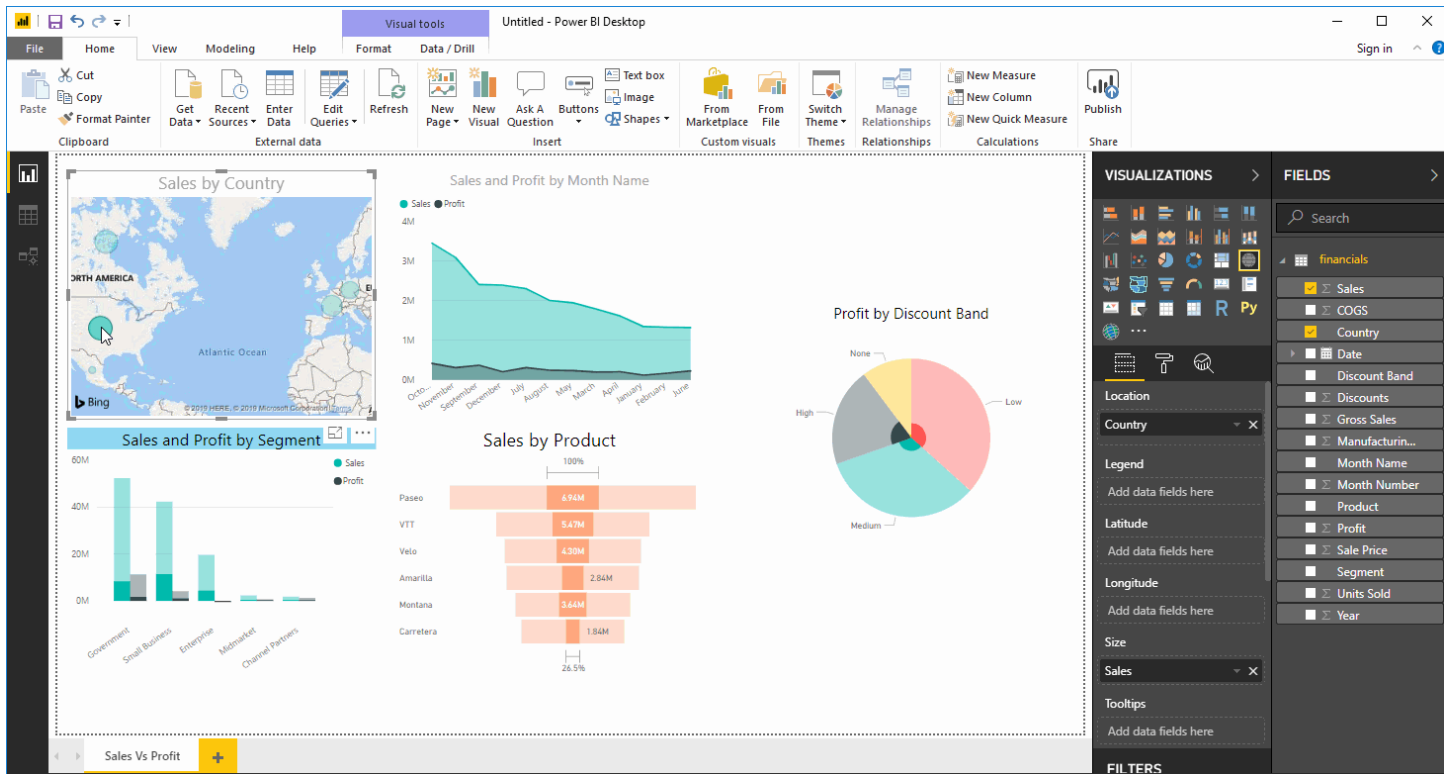 Visual tools
Untitled - Power BI Desktop
File
Home
View
Modeling
Help
Format
Data / Drill
Sign in
Paste
Cut
Copy
Format Painter
Clipboard
Get Data
Recent Sources
Enter Data
Edit Queries
Refresh
External data
New Page
New Visual
Ask A Question
Buttons
Text box
Image
Shapes
Insert
From Marketplace
From File
Custom visuals
Switch Theme
Themes
Manage Relationships
Relationships
New Measure
New Column
New Quick Measure
Calculations
Publish
Share
Sales by Country
ORTH AMERICA
Atlantic Ocean
Bing
© 2019 HERE, © 2019 Microsoft Corporation Terms
Sales and Profit by Month Name
Sales Profit
4M
3M
2M
1M
0M
Octo...
November
September
December
July
August
May
March
April
January
February
June
Profit by Discount Band
None
Low
High
Medium
Sales and Profit by Segment
Sales
Profit
60M
40M
20M
0M
Government
Small Business
Enterprise
Midmarket
Channel Partners
Sales by Product
100%
Paseo 6.94M
VTT 5.47M
Velo 4.30M
Amarilla 2.84M
Montana 3.64M
Carretera 1.84M
26.5%
Sales Vs Profit
+
VISUALIZATIONS
R
Py
Location
Country
Legend
Add data fields here
Latitude
Add data fields here
Longitude
Add data fields here
Size
Sales
Tooltips
Add data fields here
FILTERS
FIELDS
Search
financials
Σ Sales
Σ COGS
Country
Date
Discount Band
Σ Discounts
Σ Gross Sales
Σ Manufacturin...
Month Name
Σ Month Number
Product
Σ Profit
Σ Sale Price
Segment
Σ Units Sold
Σ Year